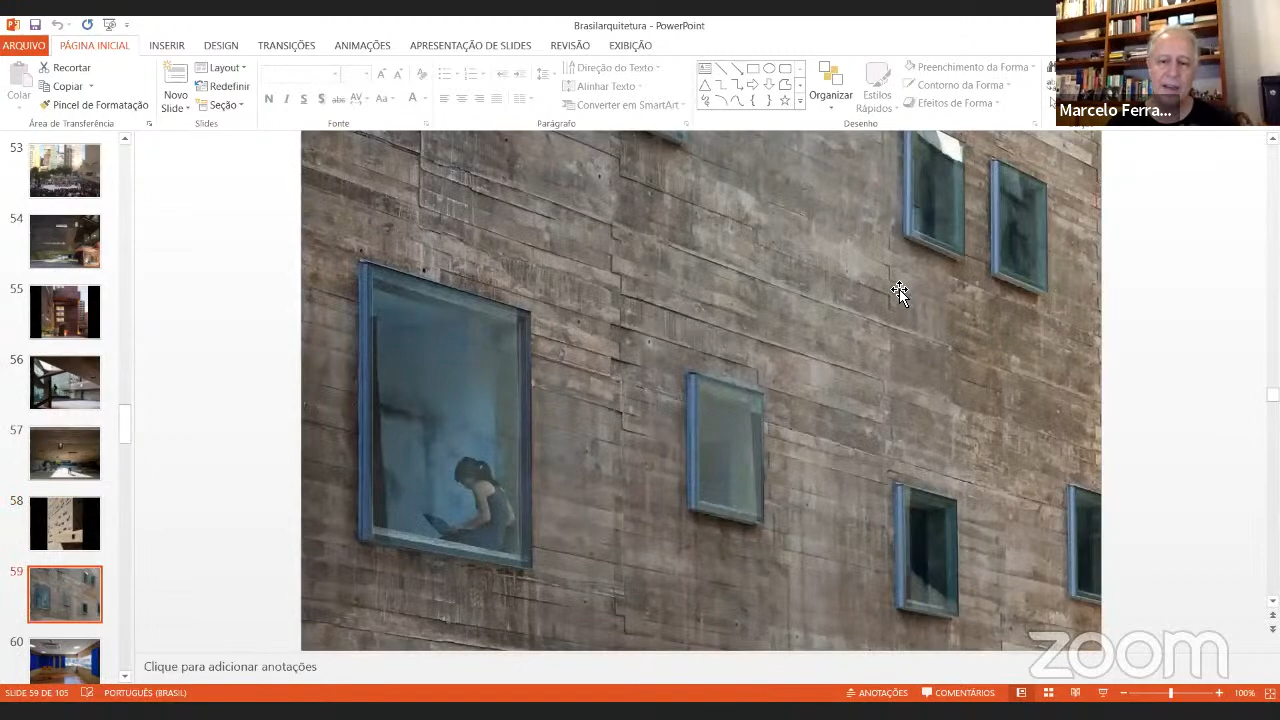 Brasilarquitetura - PowerPoint
ARQUIVO PÁGINA INICIAL INSERIR DESIGN TRANSIÇÕES ANIMAÇÕES APRESENTAÇÃO DE SLIDES REVISÃO EXIBIÇÃO
Colar
Recortar
Copiar
Pincel de Formatação
Área de Transferência
Novo
Slide
Layout
Redefinir
Seção
Slides
N I S S abc AV Aa A
Fonte
Direção do Texto
Alinhar Texto
Converter em SmartArt
Parágrafo
Organizar
Estilos
Rápidos
Preenchimento da Forma
Contorno da Forma
Efeitos de Forma
Desenho
Marcelo Ferra...
53
54
55
56
57
58
59
60
Clique para adicionar anotações
zoom
SLIDE 59 DE 105 PORTUGUÊS (BRASIL) ANOTAÇÕES COMENTÁRIOS 100%